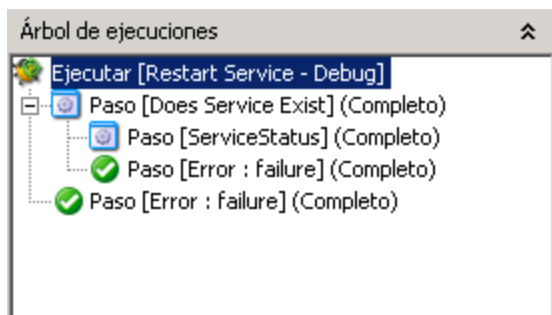 Árbol de ejecuciones
Ejecutar [Restart Service - Debug]
Paso [Does Service Exist] (Completo)
Paso [ServiceStatus] (Completo)
Paso [Error : failure] (Completo)
Paso [Error : failure] (Completo)